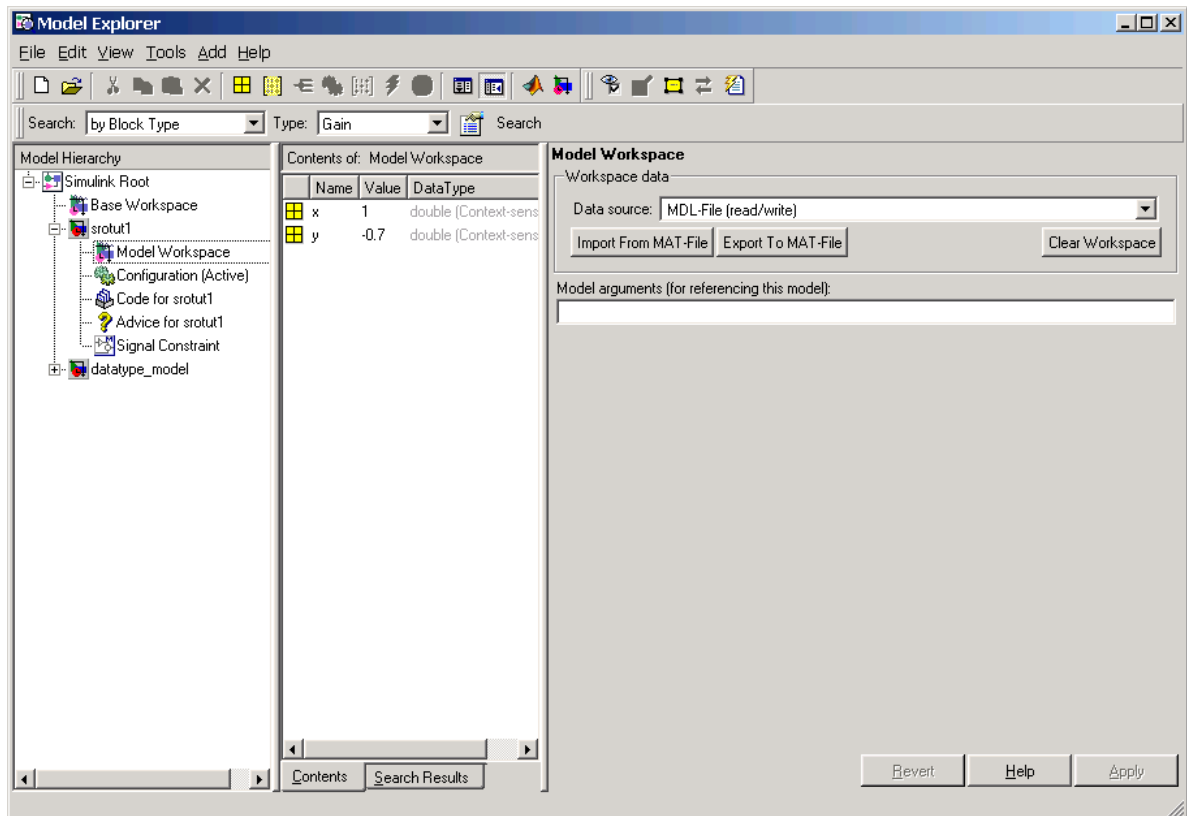 Model Explorer
File Edit View Tools Add Help
Search: by Block Type Type: Gain Search
Model Hierarchy
Simulink Root
Base Workspace
srotut1
Model Workspace
Configuration (Active)
Code for srotut1
Advice for srotut1
Signal Constraint
datatype_model
Contents of: Model Workspace
Name Value DataType
x 1 double (Context-sens
y -0.7 double (Context-sens
Contents Search Results
Model Workspace
Workspace data
Data source: MDL-File (read/write)
Import From MAT-File Export To MAT-File Clear Workspace
Model arguments (for referencing this model):
Revert Help Apply